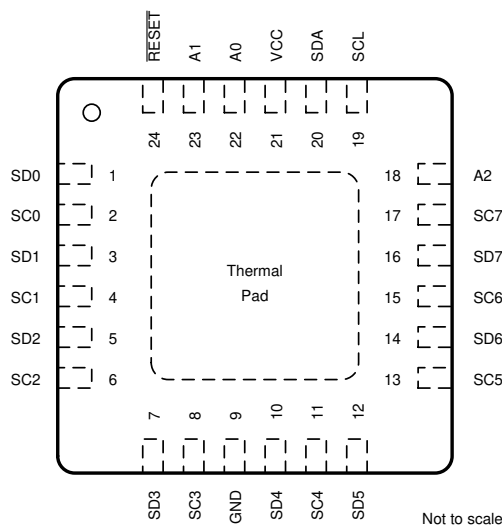 RESET
A1
A0
VCC
SDA
SCL
24
23
22
21
20
19
SD0 1
18 A2
SC0 2
17 SC7
SD1 3
16 SD7
SC1 4
15 SC6
SD2 5
14 SD6
SC2 6
13 SC5
Thermal
Pad
7
8
9
10
11
12
SD3
SC3
GND
SD4
SC4
SD5
Not to scale